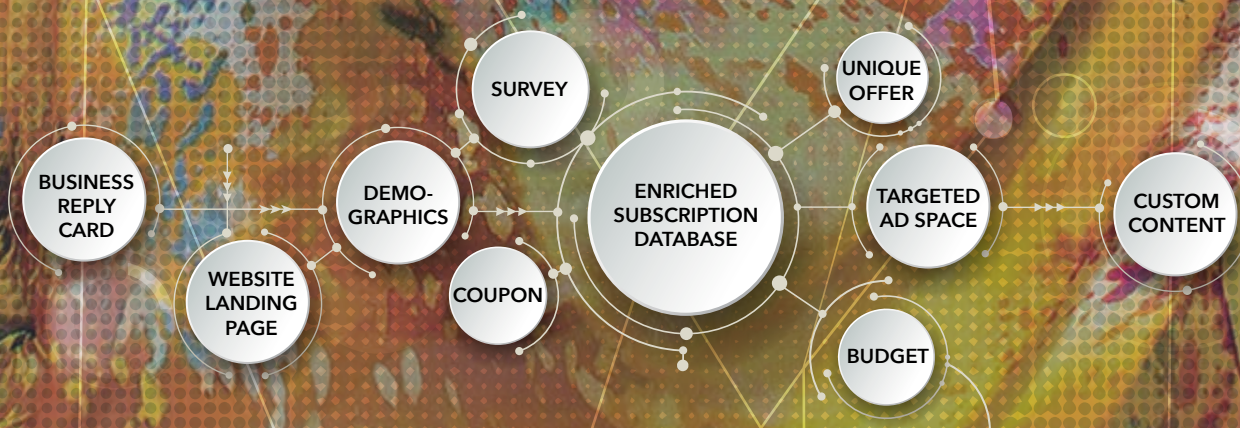 BUSINESS
REPLY
CARD
WEBSITE
LANDING
PAGE
DEMO-
GRAPHICS
SURVEY
COUPON
ENRICHED
SUBSCRIPTION
DATABASE
UNIQUE
OFFER
TARGETED
AD SPACE
BUDGET
CUSTOM
CONTENT